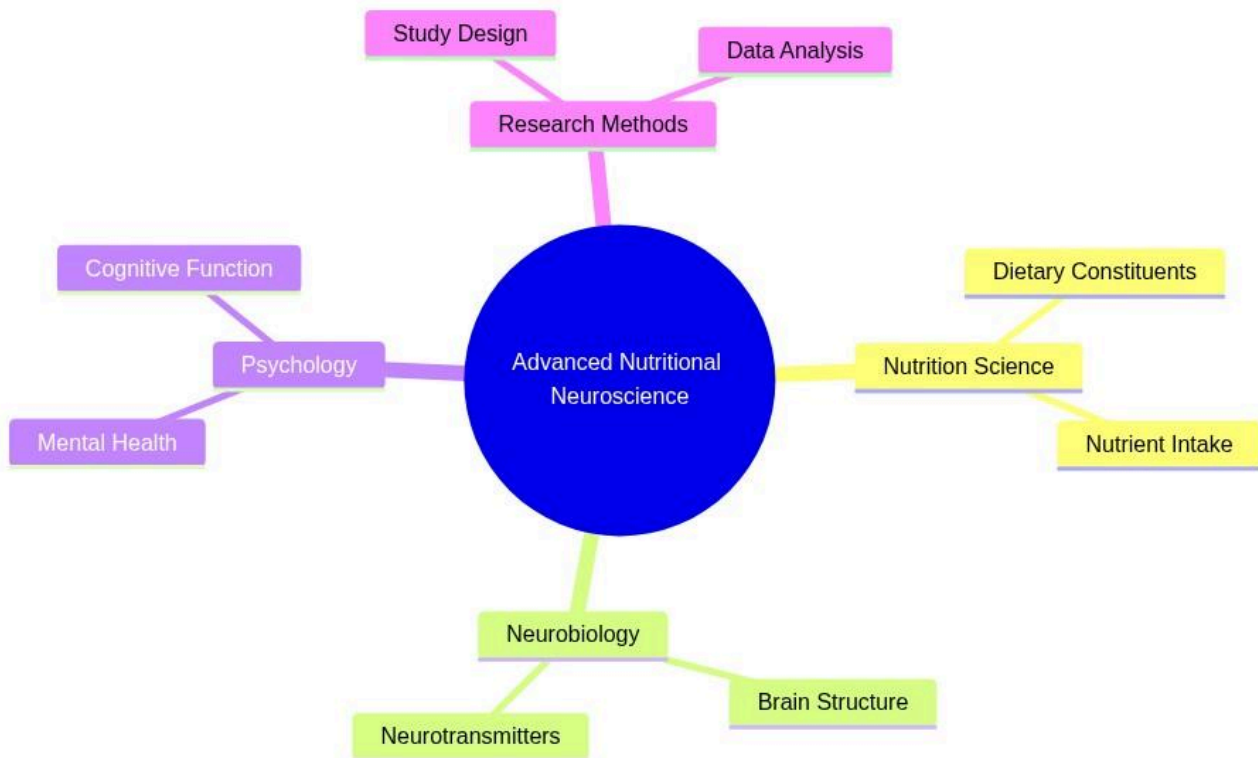 Study Design
Data Analysis
Research Methods
Cognitive Function
Dietary Constituents
Psychology
Advanced Nutritional
Neuroscience
Nutrition Science
Mental Health
Nutrient Intake
Neurobiology
Brain Structure
Neurotransmitters